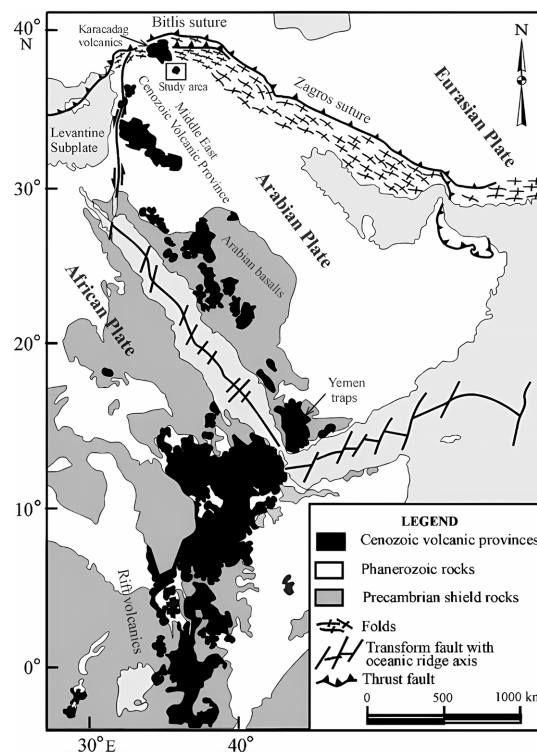 40°
N
Karacadag
volcanics
Bitlis suture
N
Study area
Zagros suture
Eurasian Plate
Levantine
Subplate
Middle East
Cenozoic Volcanic Province
30°
Arabian Plate
Arabian basalts
African Plate
20°
Yemen
traps
10°
Rift volcanics
0°
LEGEND
Cenozoic volcanic provinces
Phanerozoic rocks
Precambrian shield rocks
Folds
Transform fault with
oceanic ridge axis
Thrust fault
0 500 1000 km
30°E
40°